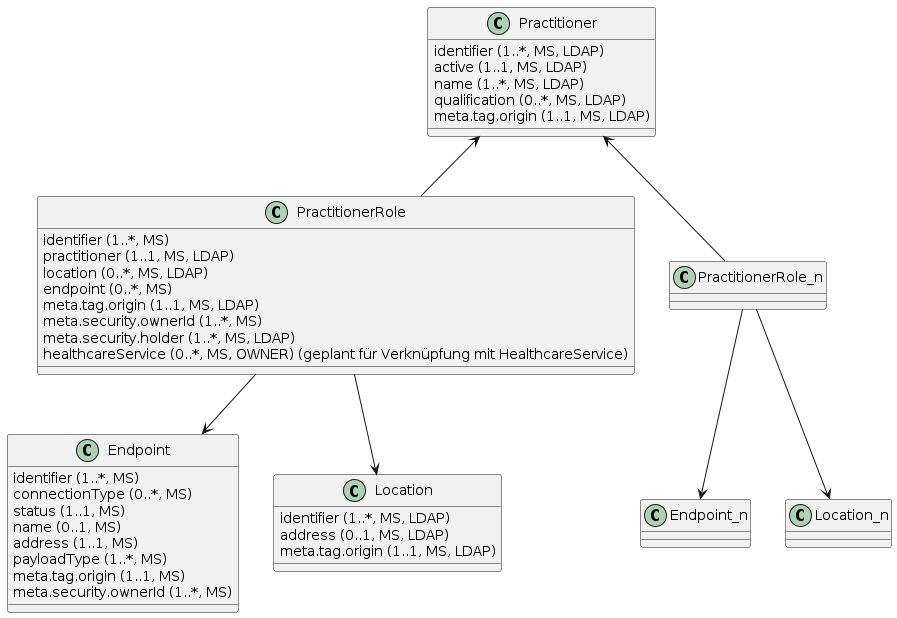 C Practitioner
identifier (1..*, MS, LDAP)
active (1..1, MS, LDAP)
name (1..*, MS, LDAP)
qualification (0..*, MS, LDAP)
meta.tag.origin (1..1, MS, LDAP)
C PractitionerRole
identifier (1..*, MS)
practitioner (1..1, MS, LDAP)
location (0..*, MS, LDAP)
endpoint (0..*, MS)
meta.tag.origin (1..1, MS, LDAP)
meta.security.ownerId (1..*, MS)
meta.security.holder (1..*, MS, LDAP)
healthcareService (0..*, MS, OWNER) (geplant für Verknüpfung mit HealthcareService)
C PractitionerRole_n
C Endpoint
identifier (1..*, MS)
connectionType (0..*, MS)
status (1..1, MS)
name (0..1, MS)
address (1..1, MS)
payloadType (1..*, MS)
meta.tag.origin (1..1, MS)
meta.security.ownerId (1..*, MS)
C Location
identifier (1..*, MS, LDAP)
address (0..1, MS, LDAP)
meta.tag.origin (1..1, MS, LDAP)
C Endpoint_n
C Location_n